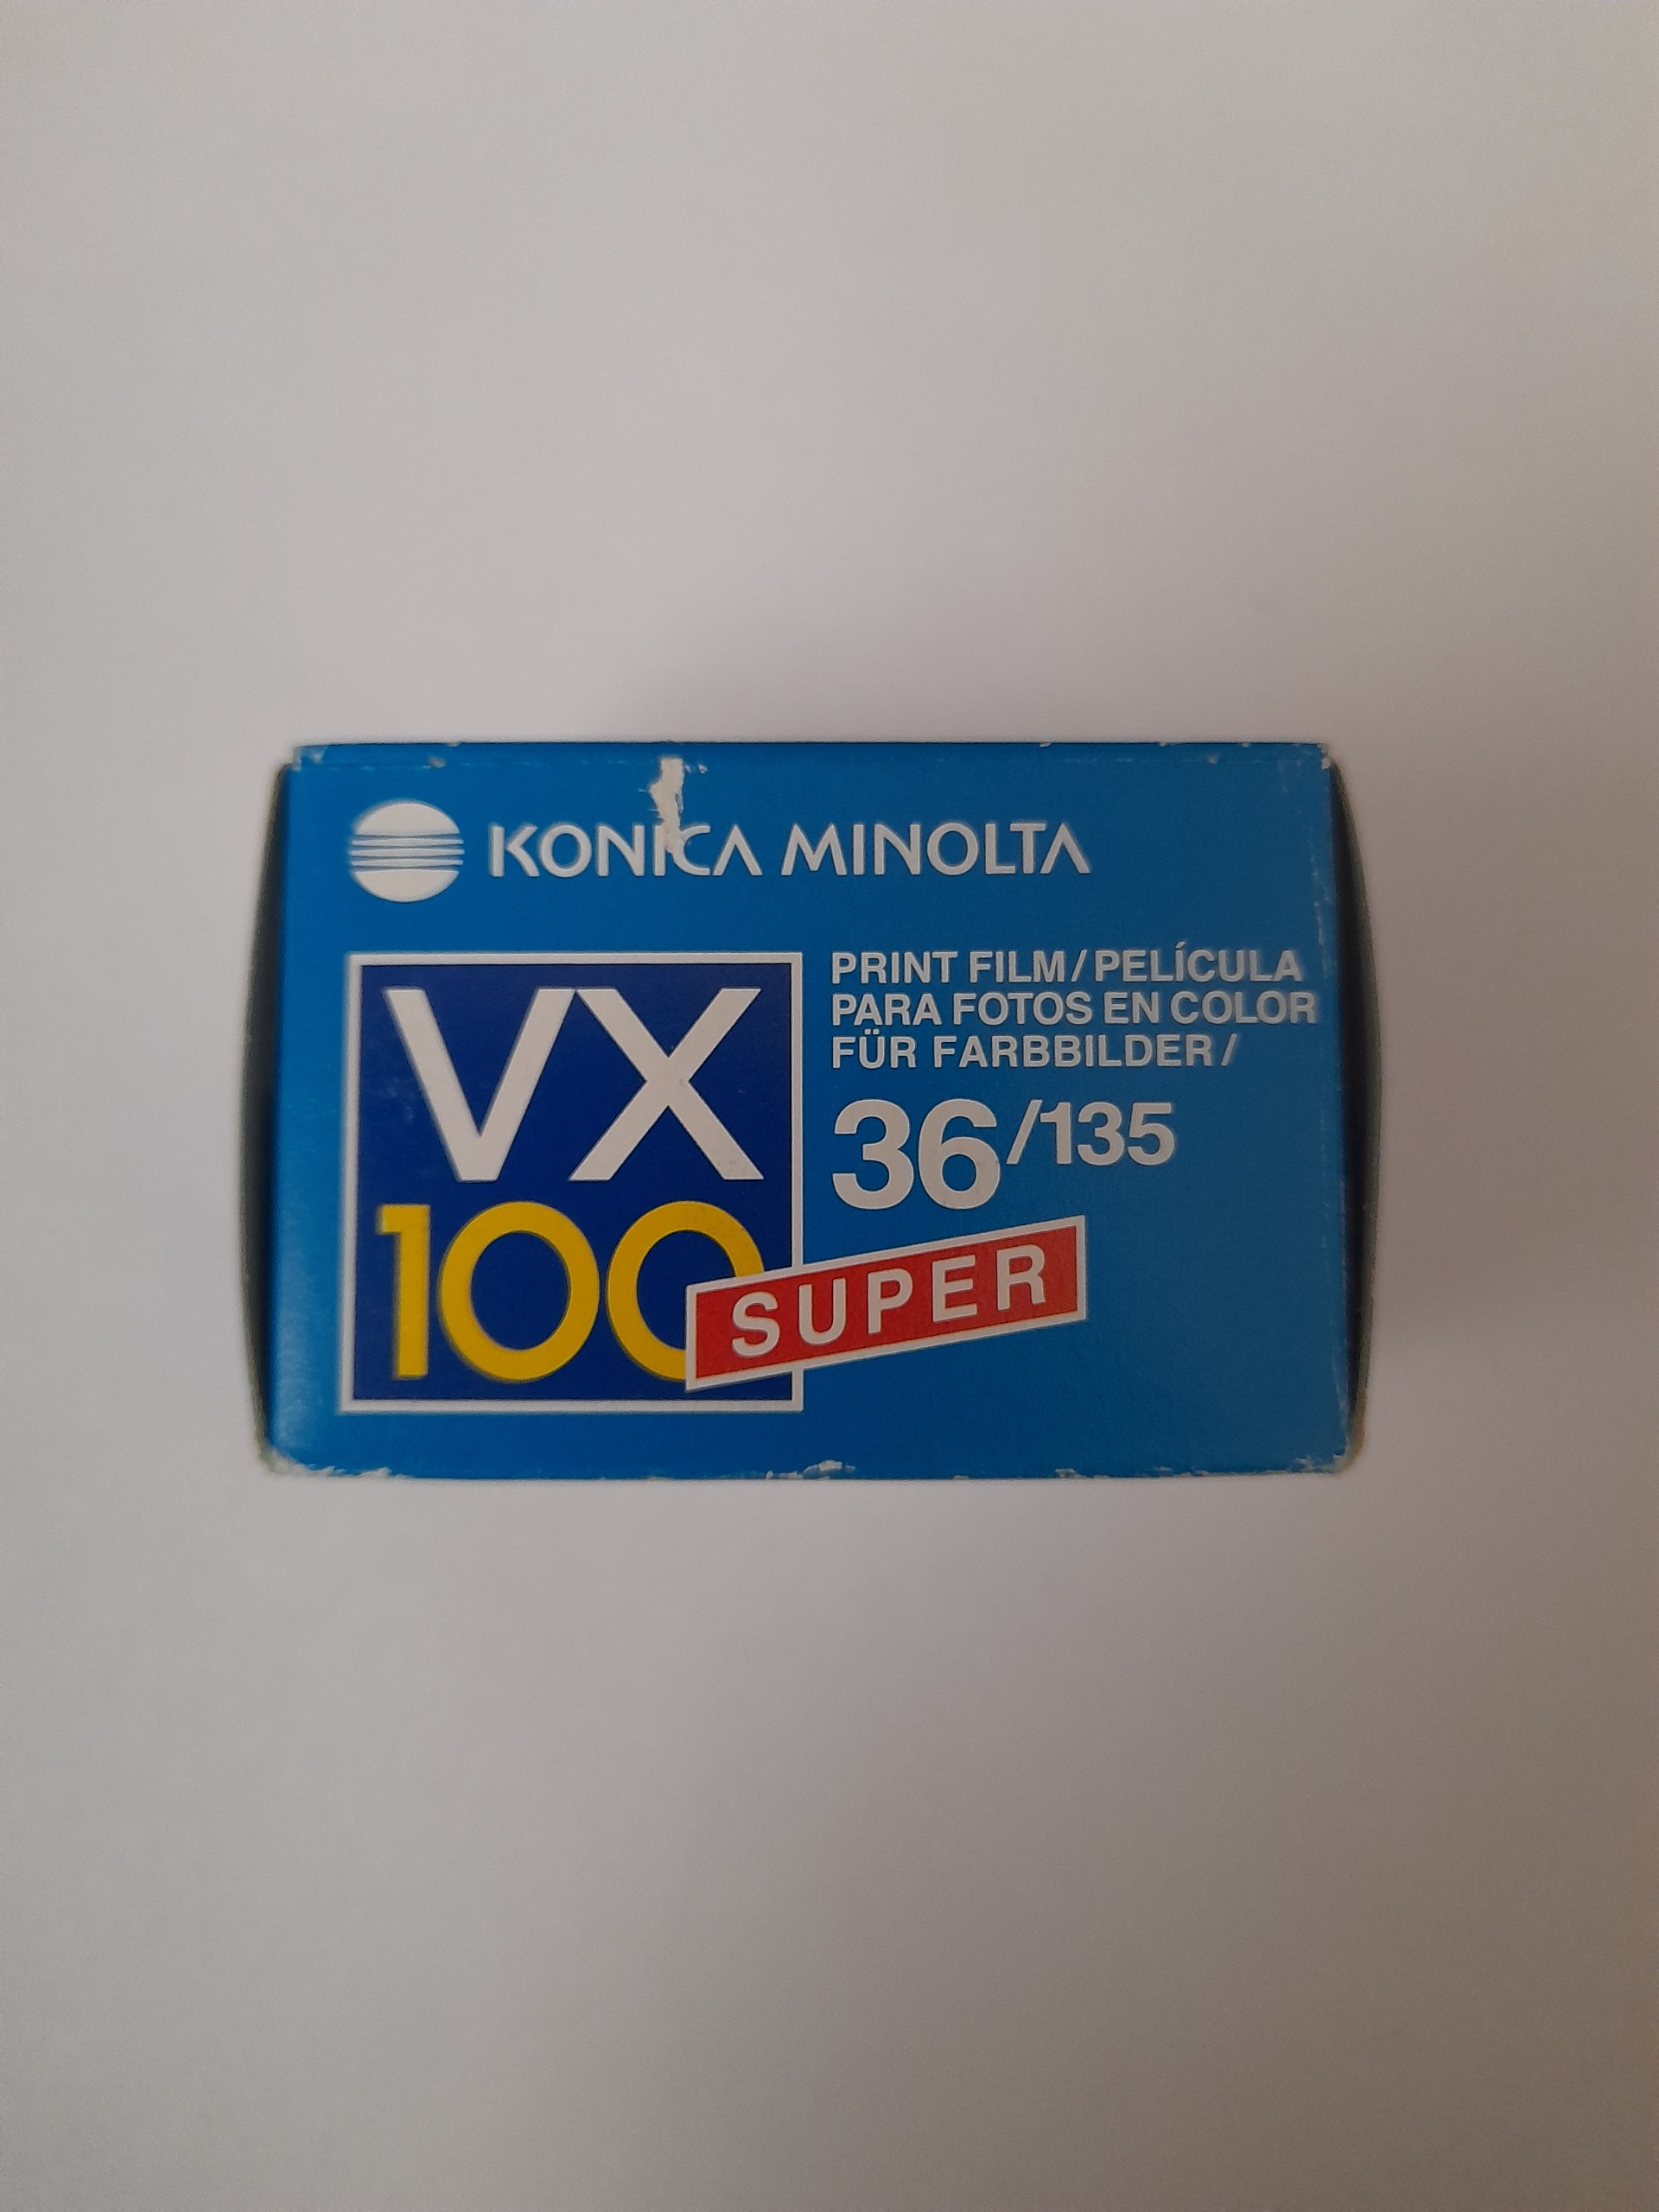 KONICA MINOLTA
VX
100
SUPER
PRINT FILM/PELÍCULA
PARA FOTOS EN COLOR
FÜR FARBBILDER/
36/135